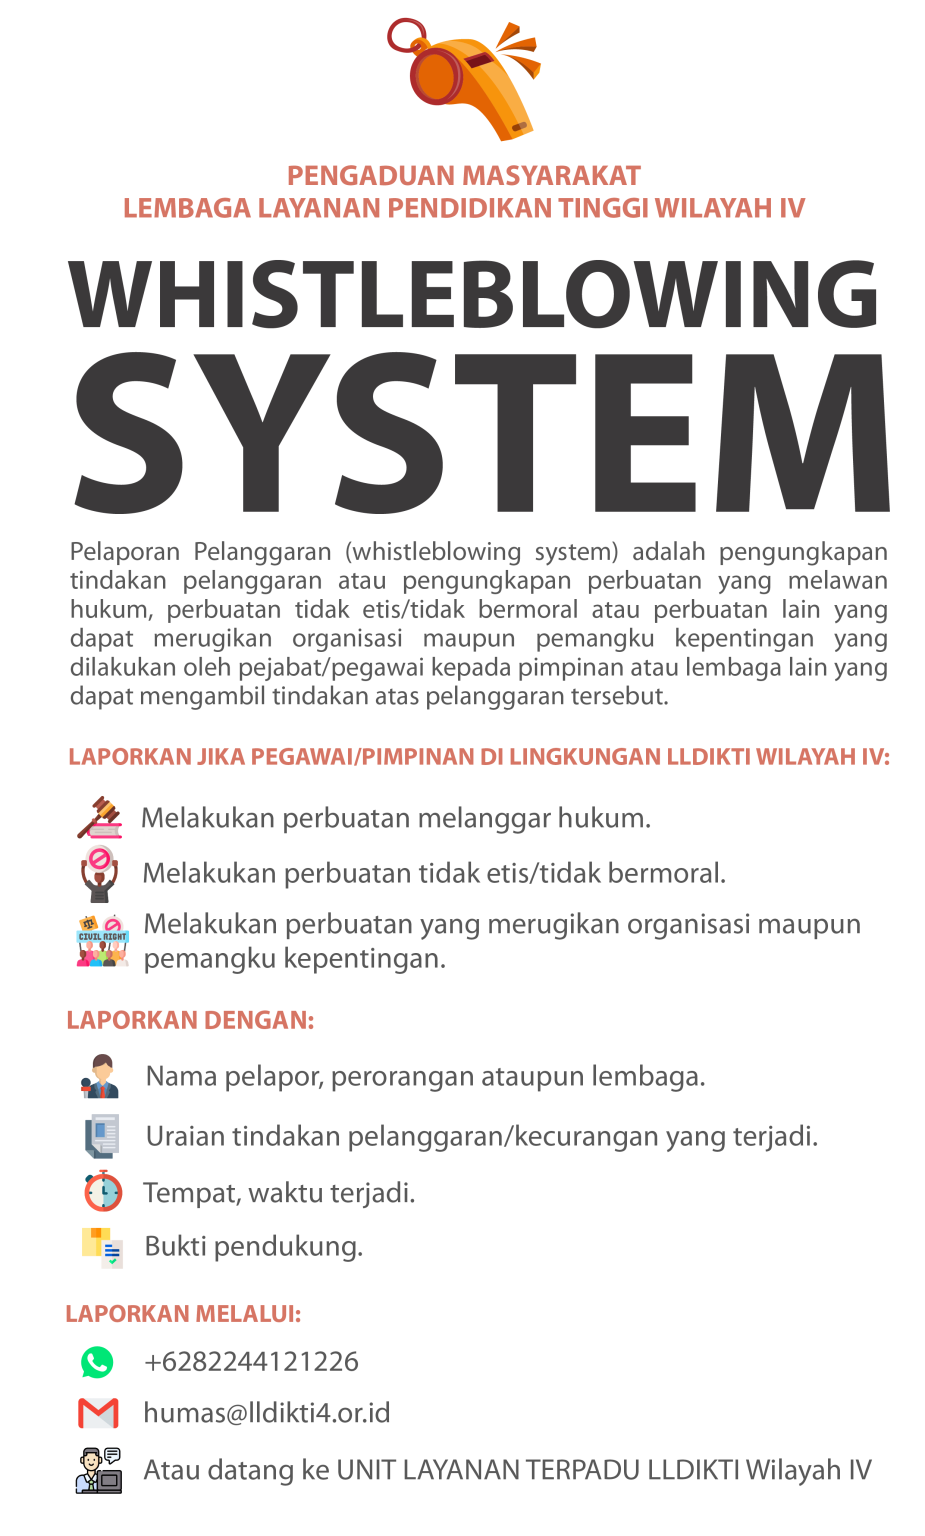 PENGADUAN MASYARAKAT
LEMBAGA LAYANAN PENDIDIKAN TINGGI WILAYAH IV
WHISTLEBLOWING
SYSTEM
Pelaporan Pelanggaran (whistleblowing system) adalah pengungkapan
tindakan pelanggaran atau pengungkapan perbuatan yang melawan
hukum, perbuatan tidak etis/tidak bermoral atau perbuatan lain yang
dapat merugikan organisasi maupun pemangku kepentingan yang
dilakukan oleh pejabat/pegawai kepada pimpinan atau lembaga lain yang
dapat mengambil tindakan atas pelanggaran tersebut.
LAPORKAN JIKA PEGAWAI/PIMPINAN DI LINGKUNGAN LLDIKTI WILAYAH IV:
Melakukan perbuatan melanggar hukum.
Melakukan perbuatan tidak etis/tidak bermoral.
CIVIL RIGHT
Melakukan perbuatan yang merugikan organisasi maupun
pemangku kepentingan.
LAPORKAN DENGAN:
Nama pelapor, perorangan ataupun lembaga.
Uraian tindakan pelanggaran/kecurangan yang terjadi.
Tempat, waktu terjadi.
Bukti pendukung.
LAPORKAN MELALUI:
+6282244121226
humas@lldikti4.or.id
Atau datang ke UNIT LAYANAN TERPADU LLDIKTI Wilayah IV